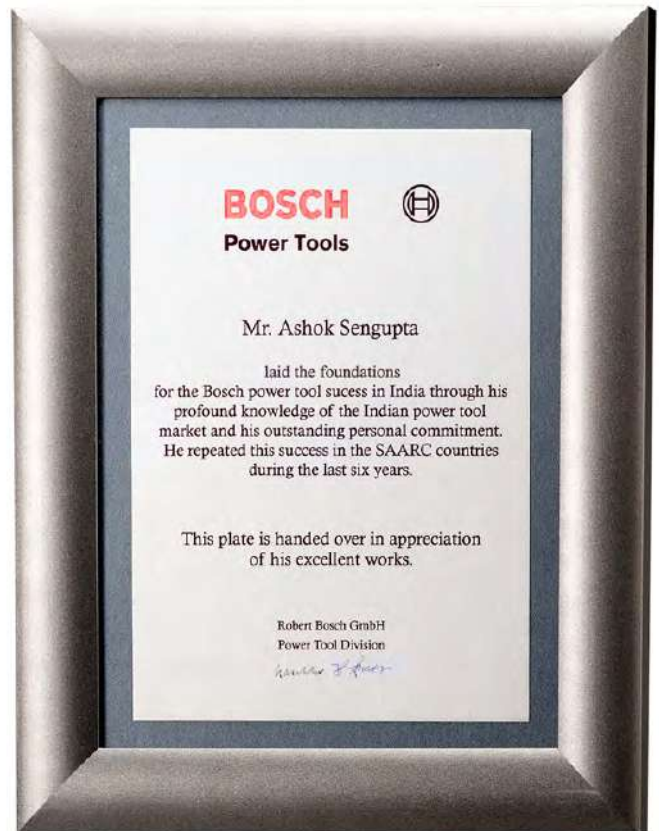 BOSCH
Power Tools
Mr. Ashok Sengupta
laid the foundations
for the Bosch power tool sucess in India through his
profound knowledge of the Indian power tool
market and his outstanding personal commitment.
He repeated this success in the SAARC countries
during the last six years.
This plate is handed over in appreciation
of his excellent works.
Robert Bosch GmbH
Power Tool Division